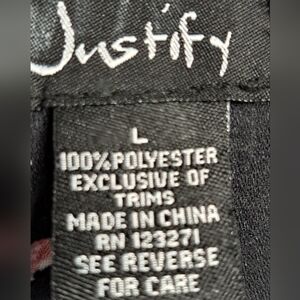 Justify
L
100%POLYESTER
EXCLUSIVE OF
TRIMS
MADE IN CHINA
RN 123271
SEE REVERSE
FOR CARE